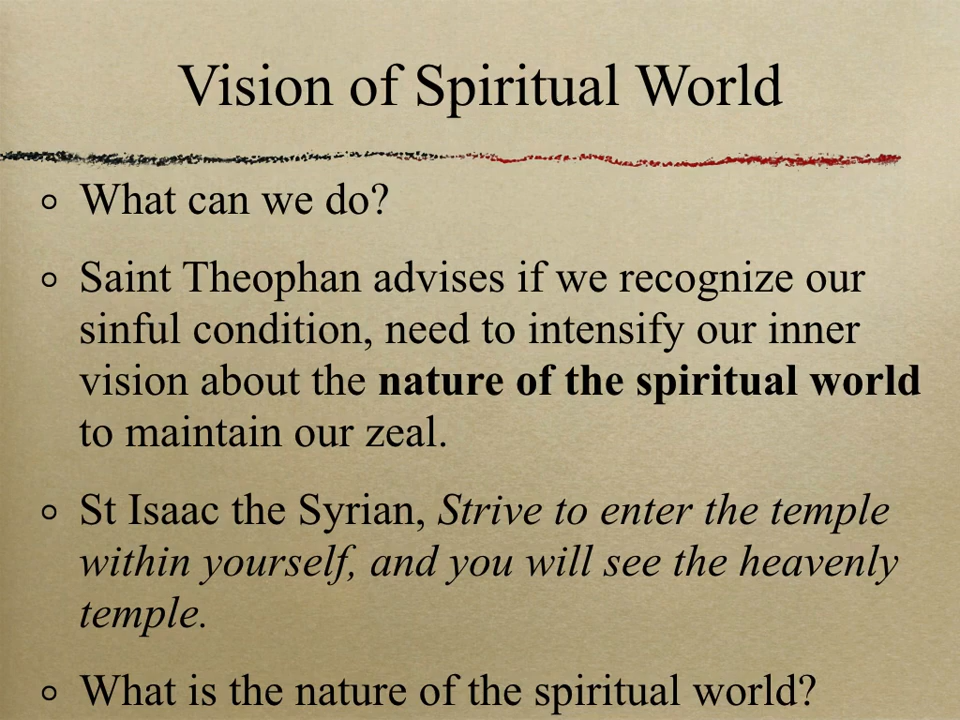 Vision of Spiritual World
What can we do?
Saint Theophan advises if we recognize our
sinful condition, need to intensify our inner
vision about the nature of the spiritual world
to maintain our zeal.
St Isaac the Syrian, Strive to enter the temple
within yourself, and you will see the heavenly
temple.
What is the nature of the spiritual world?